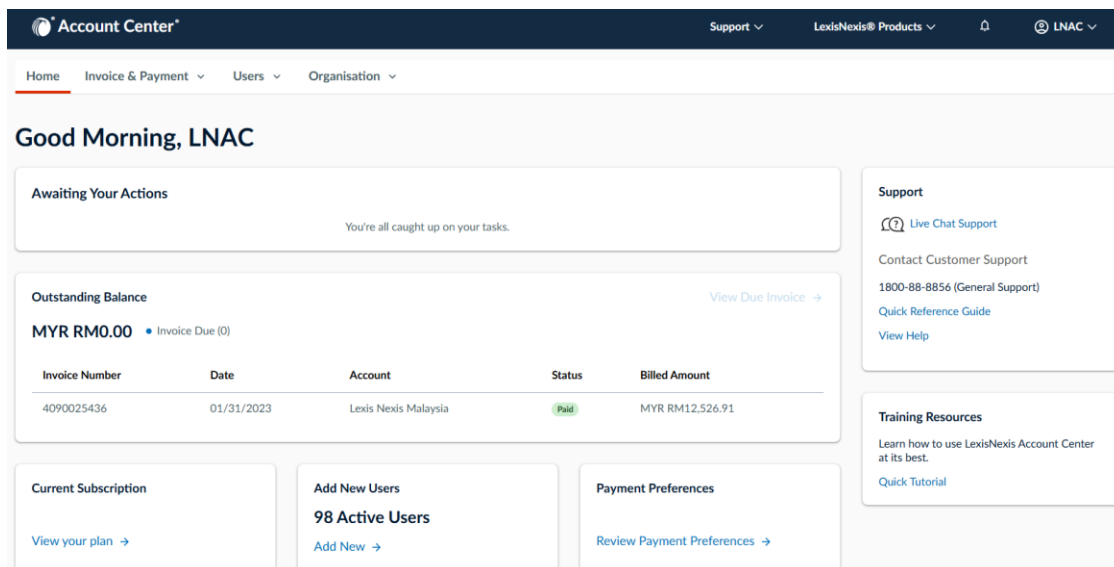 Account Center
Support
LexisNexis® Products
LNAC
Home
Invoice & Payment
Users
Organisation
Good Morning, LNAC
Awaiting Your Actions
You're all caught up on your tasks.
Outstanding Balance
View Due Invoice →
MYR RM0.00 • Invoice Due (0)
Invoice Number Date Account Status Billed Amount
4090025436 01/31/2023 Lexis Nexis Malaysia Paid MYR RM12,526.91
Current Subscription
View your plan →
Add New Users
98 Active Users
Add New →
Payment Preferences
Review Payment Preferences →
Support
Live Chat Support
Contact Customer Support
1800-88-8856 (General Support)
Quick Reference Guide
View Help
Training Resources
Learn how to use LexisNexis Account Center
at its best.
Quick Tutorial